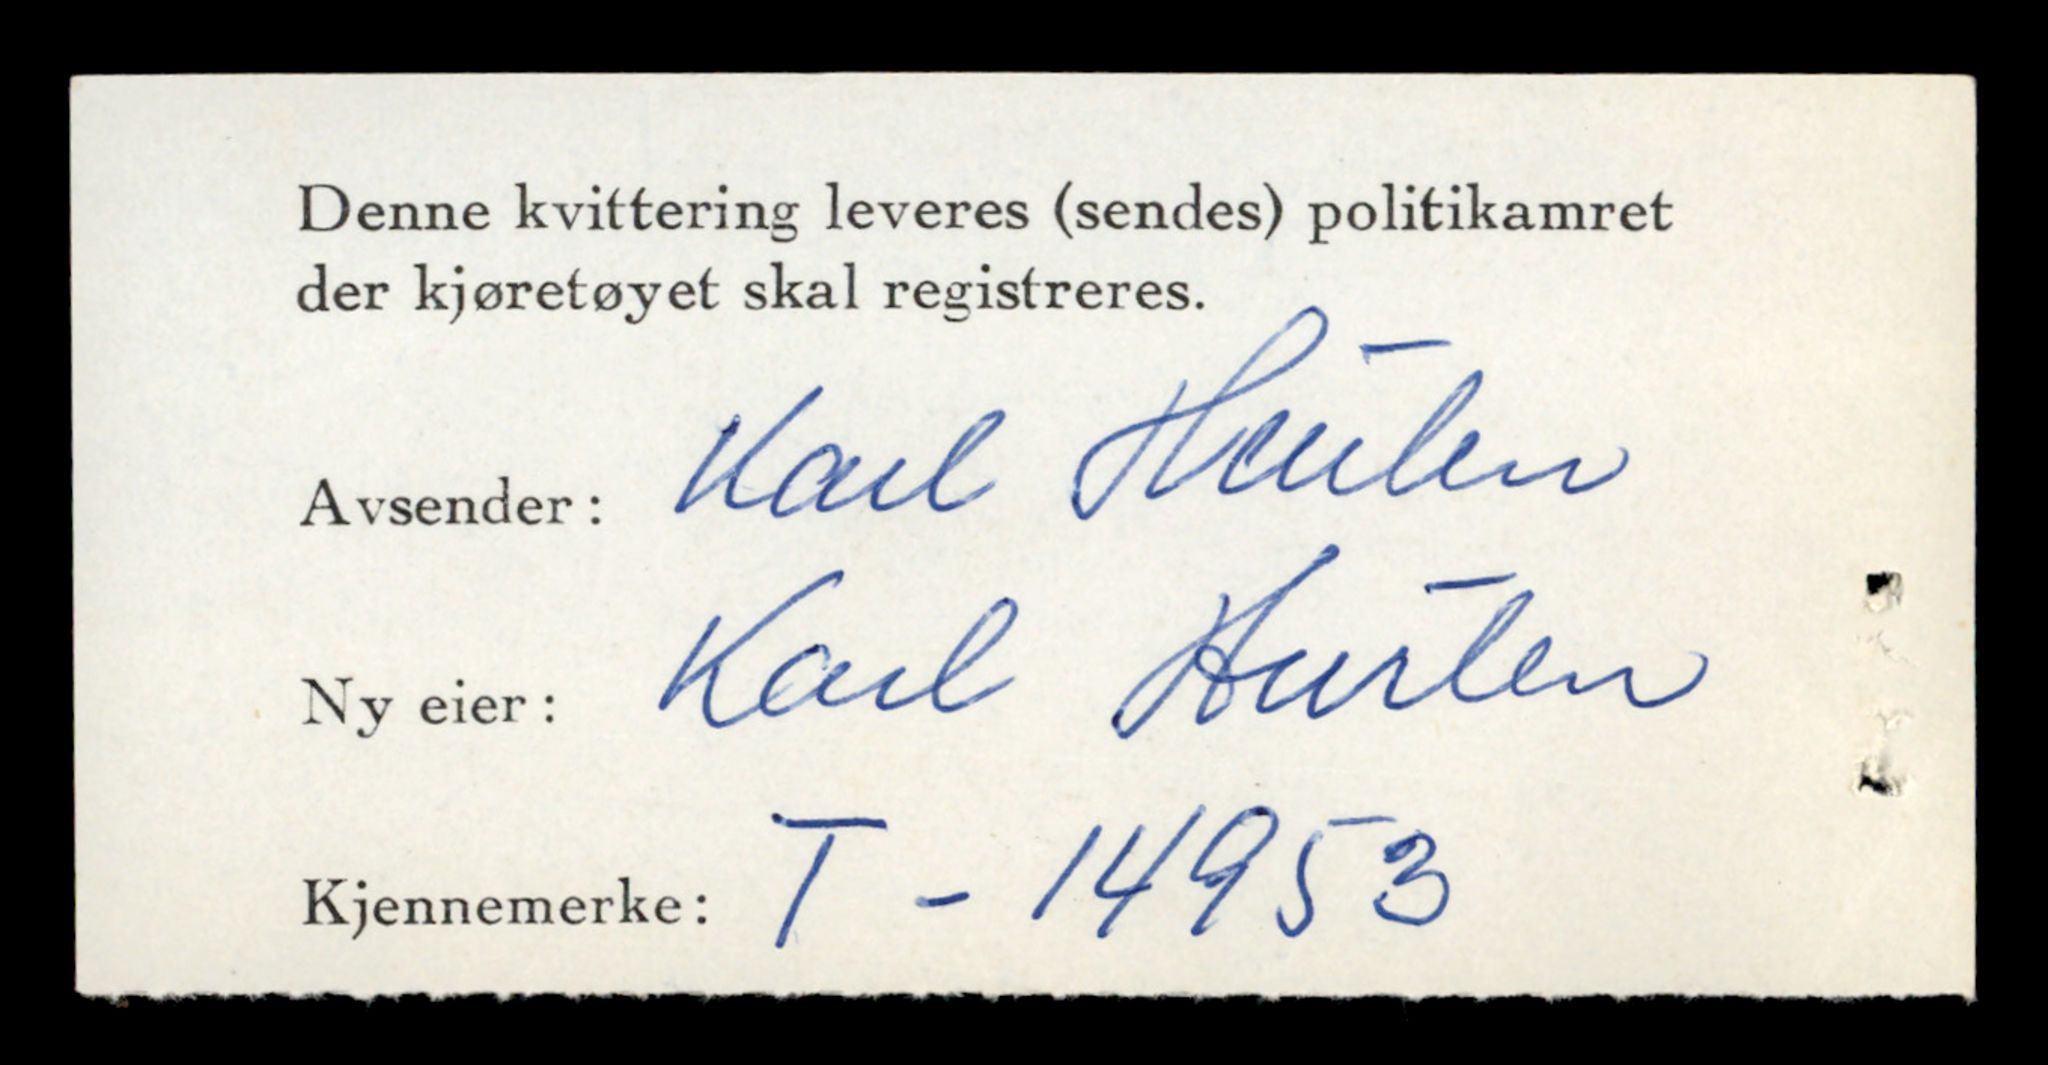 Denne kvittering leveres (sendes) politikamret
der kjøretøyet skal registreres.
Avsender: Karl Hurlen
Ny eier: Karl Hurlen
Kjennemerke: T - 14953